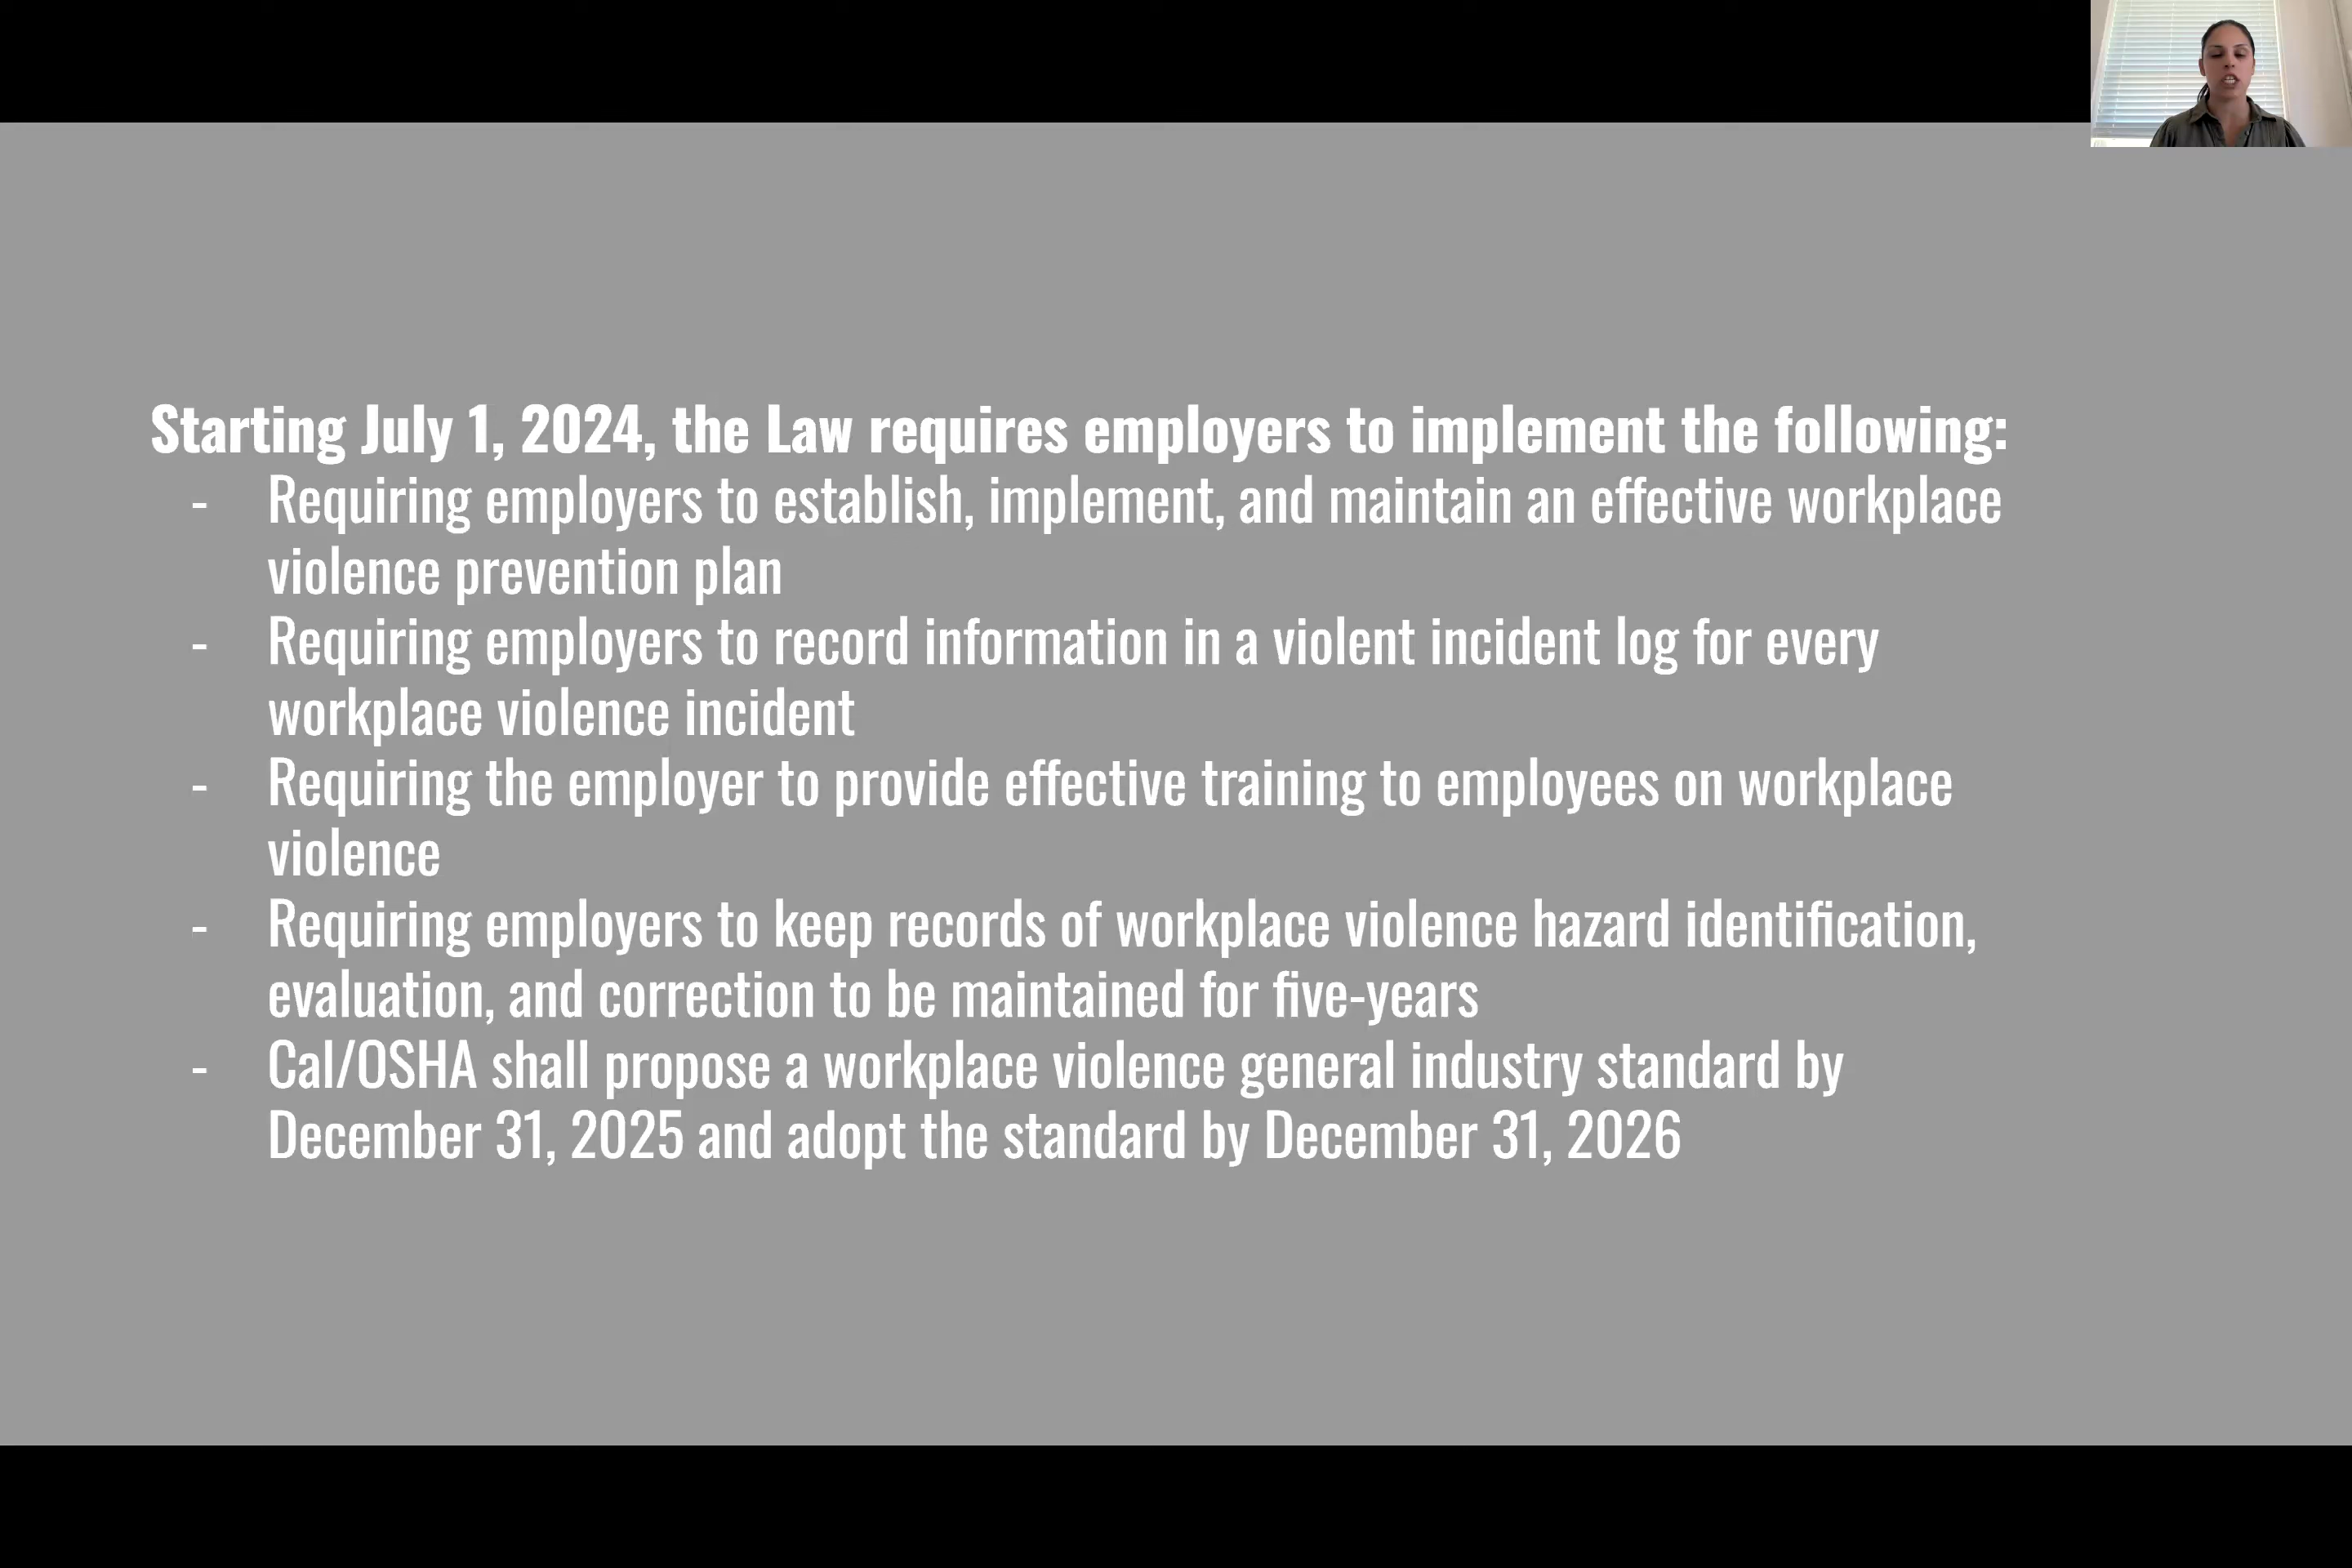 Starting July 1, 2024, the Law requires employers to implement the following:
- Requiring employers to establish, implement, and maintain an effective workplace
violence prevention plan
- Requiring employers to record information in a violent incident log for every
workplace violence incident
- Requiring the employer to provide effective training to employees on workplace
violence
- Requiring employers to keep records of workplace violence hazard identification,
evaluation, and correction to be maintained for five-years
- Cal/OSHA shall propose a workplace violence general industry standard by
December 31, 2025 and adopt the standard by December 31, 2026